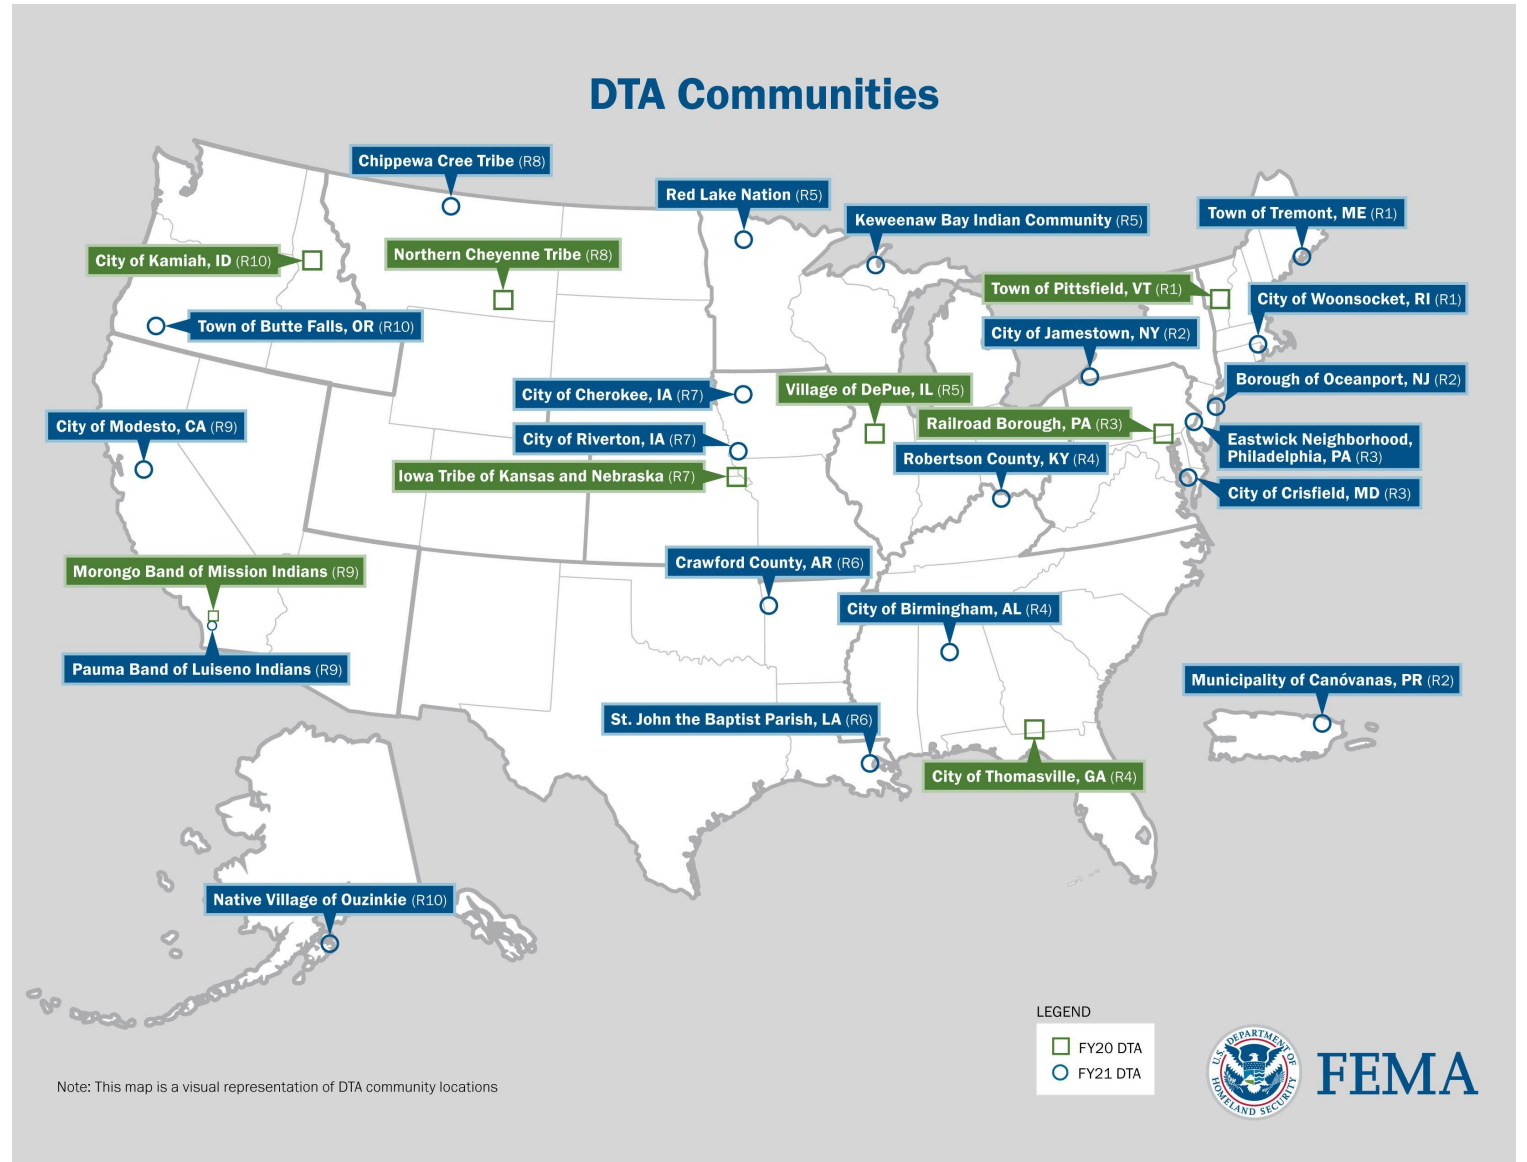 DTA Communities
Chippewa Cree Tribe (R8)
Red Lake Nation (R5)
Keweenaw Bay Indian Community (R5)
Town of Tremont, ME (R1)
City of Kamiah, ID (R10)
Northern Cheyenne Tribe (R8)
Town of Pittsfield, VT (R1)
City of Woonsocket, RI (R1)
Town of Butte Falls, OR (R10)
City of Jamestown, NY (R2)
City of Cherokee, IA (R7)
Village of DePue, IL (R5)
Borough of Oceanport, NJ (R2)
City of Modesto, CA (R9)
City of Riverton, IA (R7)
Railroad Borough, PA (R3)
Eastwick Neighborhood,
Philadelphia, PA (R3)
Robertson County, KY (R4)
Iowa Tribe of Kansas and Nebraska (R7)
City of Crisfield, MD (R3)
Morongo Band of Mission Indians (R9)
Crawford County, AR (R6)
City of Birmingham, AL (R4)
Pauma Band of Luiseno Indians (R9)
Municipality of Canóvanas, PR (R2)
St. John the Baptist Parish, LA (R6)
City of Thomasville, GA (R4)
Native Village of Ouzinkie (R10)
LEGEND
FY20 DTA
FY21 DTA
U.S. DEPARTMENT OF
HOMELAND SECURITY
FEMA
Note: This map is a visual representation of DTA community locations